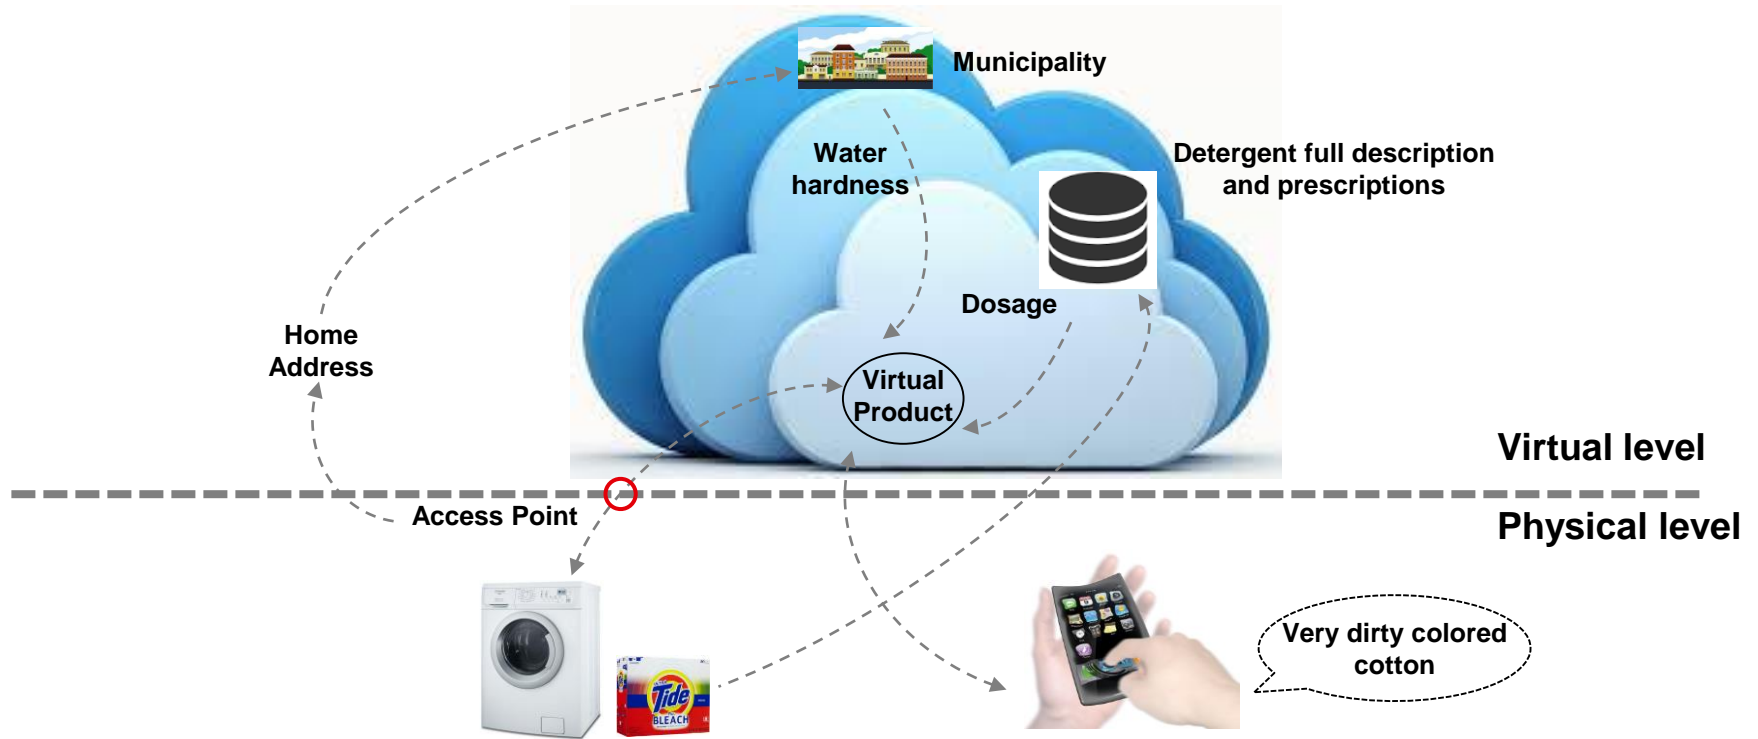 Municipality
Water
hardness
Detergent full description
and prescriptions
Dosage
Home
Address
Virtual
Product
Virtual level
Access Point
Physical level
Very dirty colored
cotton
Tide
BLEACH